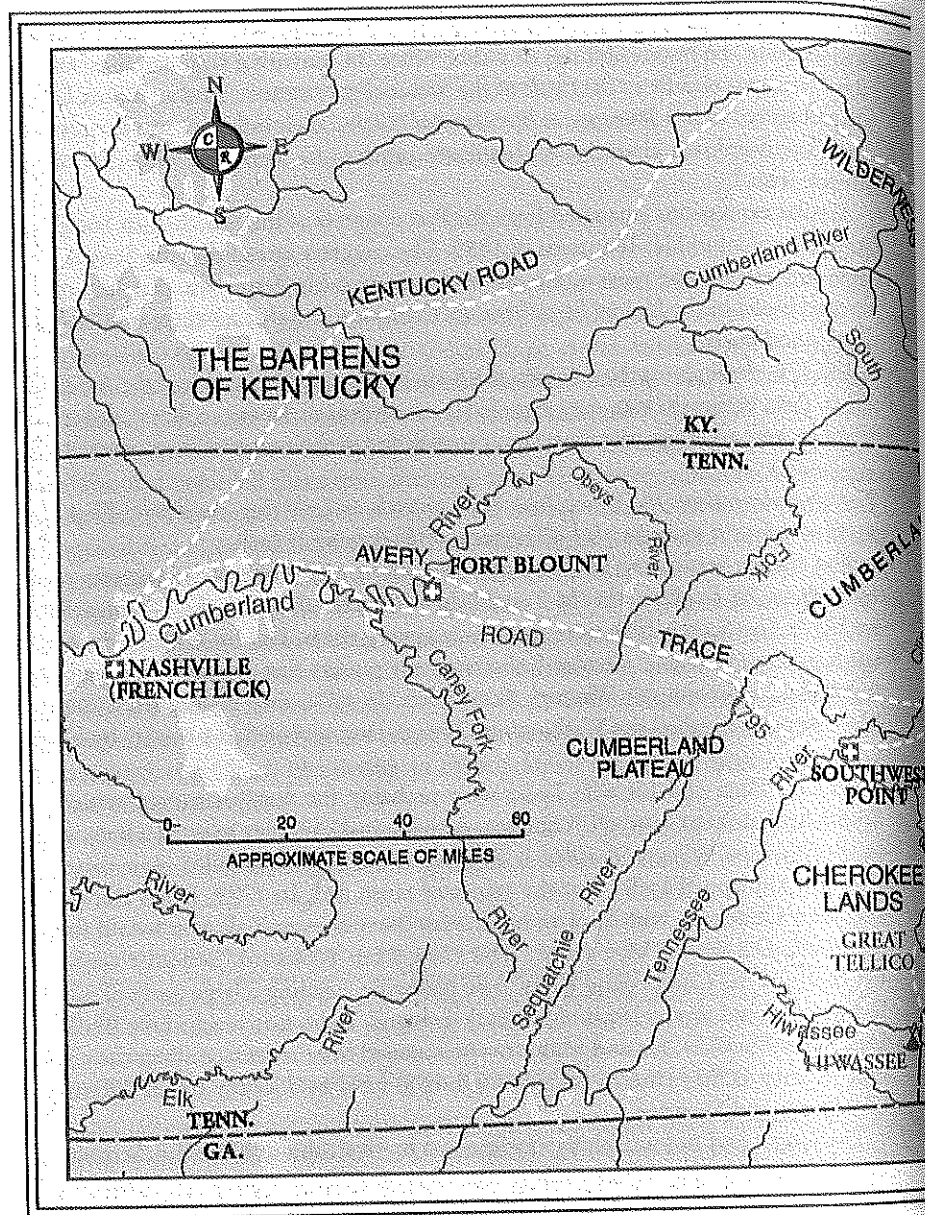 N
W
E
S
C
R
WILDERNESS
KENTUCKY ROAD
Cumberland River
THE BARRENS
OF KENTUCKY
South
KY.
TENN.
Obeys
River
River
AVERY
FORT BLOUNT
Fork
CUMBERLA
Cumberland
ROAD
TRACE
NASHVILLE
(FRENCH LICK)
Caney Fork
1795
CUMBERLAND
PLATEAU
River
SOUTHWEST
POINT
0
20
40
60
APPROXIMATE SCALE OF MILES
River
River
River
CHEROKEE
LANDS
Sequatchie
Tennessee
GREAT
TELLICO
River
Hiwassee
HIWASSEE
Elk
TENN.
GA.